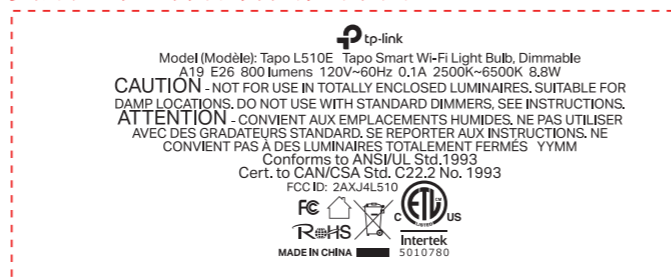 tp-link
Model (Modèle): Tapo L510E Tapo Smart Wi-Fi Light Bulb, Dimmable
A19 E26 800 lumens 120V~60Hz 0.1A 2500K~6500K 8.8W
CAUTION - NOT FOR USE IN TOTALLY ENCLOSED LUMINAIRES. SUITABLE FOR
DAMP LOCATIONS. DO NOT USE WITH STANDARD DIMMERS, SEE INSTRUCTIONS.
ATTENTION - CONVIENT AUX EMPLACEMENTS HUMIDES. NE PAS UTILISER
AVEC DES GRADATEURS STANDARD. SE REPORTER AUX INSTRUCTIONS. NE
CONVIENT PAS À DES LUMINAIRES TOTALEMENT FERMÉS YYMM
Conforms to ANSI/UL Std.1993
Cert. to CAN/CSA Std. C22.2 No. 1993
FCC ID: 2AXJ4L510
FC
RoHS
C ETL US
LISTED
Intertek
MADE IN CHINA 5010780